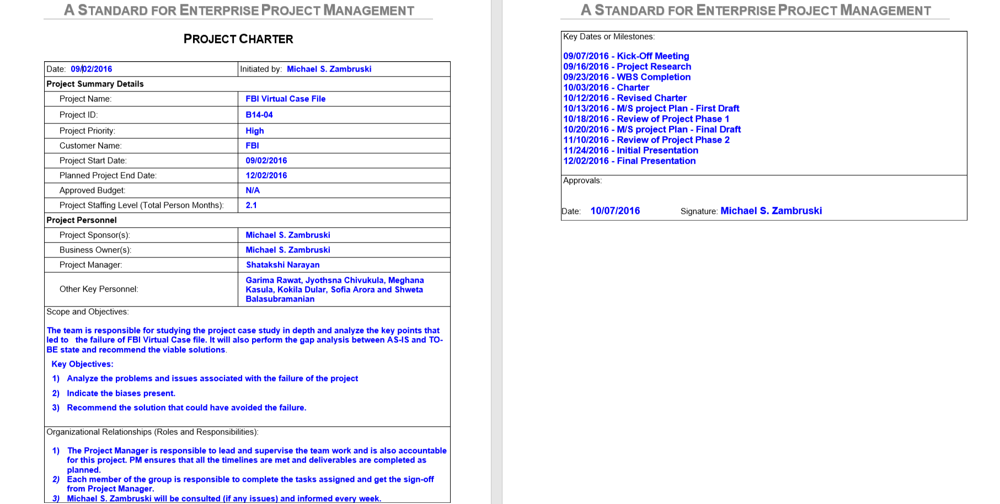 A STANDARD FOR ENTERPRISE PROJECT MANAGEMENT
PROJECT CHARTER
Date: 09/02/2016 Initiated by: Michael S. Zambruski
Project Summary Details
Project Name: FBI Virtual Case File
Project ID: B14-04
Project Priority: High
Customer Name: FBI
Project Start Date: 09/02/2016
Planned Project End Date: 12/02/2016
Approved Budget: N/A
Project Staffing Level (Total Person Months): 2.1
Project Personnel
Project Sponsor(s): Michael S. Zambruski
Business Owner(s): Michael S. Zambruski
Project Manager: Shatakshi Narayan
Other Key Personnel:
Garima Rawat, Jyothsna Chivukula, Meghana
Kasula, Kokila Dular, Sofia Arora and Shweta
Balasubramanian
Scope and Objectives:
The team is responsible for studying the project case study in depth and analyze the key points that
led to the failure of FBI Virtual Case file. It will also perform the gap analysis between AS-IS and TO-
BE state and recommend the viable solutions.
Key Objectives:
1) Analyze the problems and issues associated with the failure of the project
2) Indicate the biases present.
3) Recommend the solution that could have avoided the failure.
Organizational Relationships (Roles and Responsibilities):
1) The Project Manager is responsible to lead and supervise the team work and is also accountable
for this project. PM ensures that all the timelines are met and deliverables are completed as
planned.
2) Each member of the group is responsible to complete the tasks assigned and get the sign-off
from Project Manager.
3) Michael S. Zambruski will be consulted (if any issues) and informed every week.
A STANDARD FOR ENTERPRISE PROJECT MANAGEMENT
Key Dates or Milestones:
09/07/2016 - Kick-Off Meeting
09/16/2016 - Project Research
09/23/2016 - WBS Completion
10/03/2016 - Charter
10/12/2016 - Revised Charter
10/13/2016 - M/S project Plan - First Draft
10/18/2016 - Review of Project Phase 1
10/20/2016 - M/S project Plan - Final Draft
11/10/2016 - Review of Project Phase 2
11/24/2016 - Initial Presentation
12/02/2016 - Final Presentation
Approvals:
Date: 10/07/2016 Signature: Michael S. Zambruski